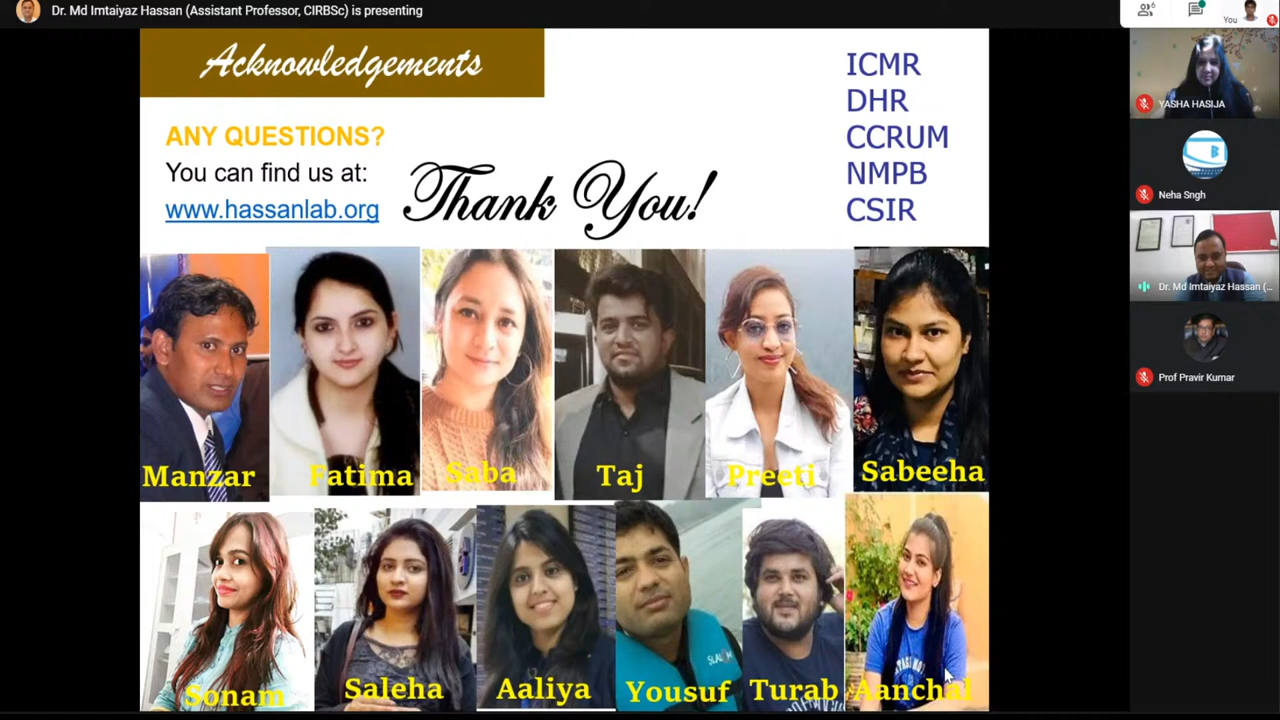 Dr. Md Imtaiyaz Hassan (Assistant Professor, CIRBSc) is presenting
6
You
Acknowledgements
ANY QUESTIONS?
You can find us at:
www.hassanlab.org
Thank You!
ICMR
DHR
CCRUM
NMPB
CSIR
Manzar
Fatima
Saba
Taj
Preeti
Sabeeha
Sonam
Saleha
Aaliya
Yousuf
Turab
Aanchal
YASHA HASIJA
Neha Sngh
Dr. Md Imtaiyaz Hassan (...
Prof Pravir Kumar